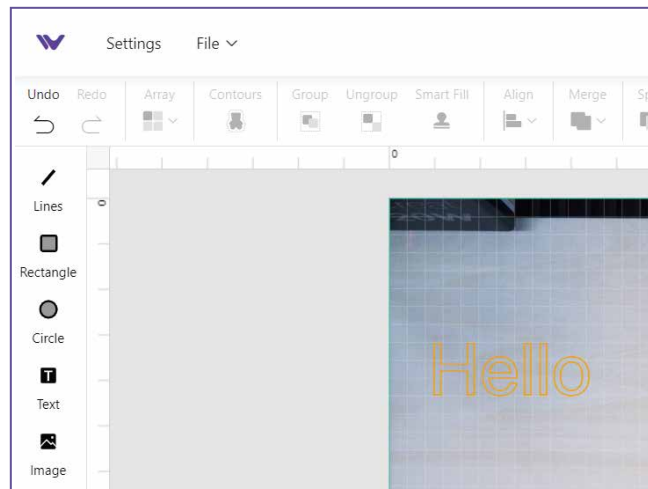 Settings File
Undo Redo Array Contours Group Ungroup Smart Fill Align Merge
0
0
Lines
Rectangle
Circle
Text
Image
Hello